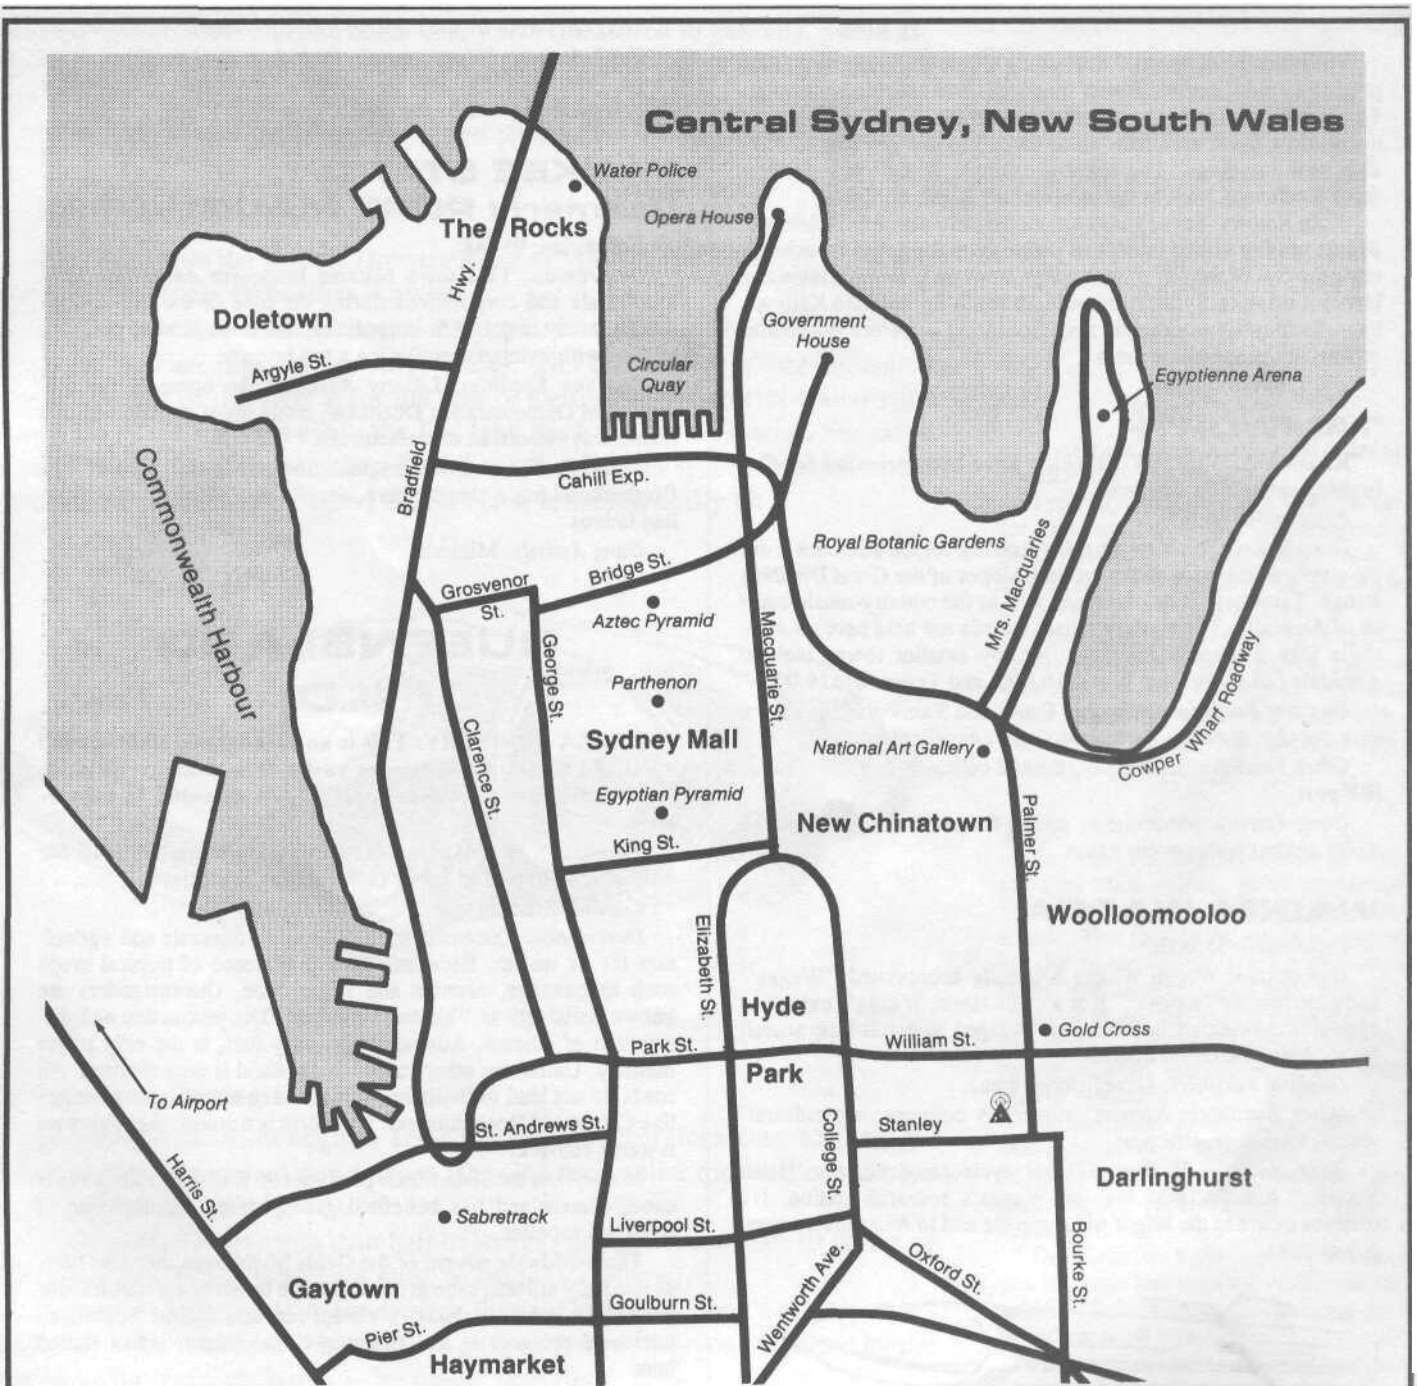 Central Sydney, New South Wales
Water Police
Opera House
The Rocks
Hwy.
Doletown
Government
House
Argyle St.
Circular
Quay
Egyptienne Arena
Bradfield
Cahill Exp.
Commonwealth Harbour
Royal Botanic Gardens
Mrs. Macquaries
Grosvenor
St.
Bridge St.
Aztec Pyramid
George St.
Macquarie St.
Parthenon
Clarence St.
Sydney Mall
National Art Gallery
Cowper Wharf Roadway
Egyptian Pyramid
New Chinatown
Palmer St.
King St.
Woolloomooloo
Elizabeth St.
Hyde
Park
Gold Cross
Park St.
William St.
To Airport
St. Andrews St.
College St.
Stanley
Harris St.
Darlinghurst
Sabretrack
Liverpool St.
Wentworth Ave.
Oxford St.
Bourke St.
Gaytown
Goulburn St.
Pier St.
Haymarket